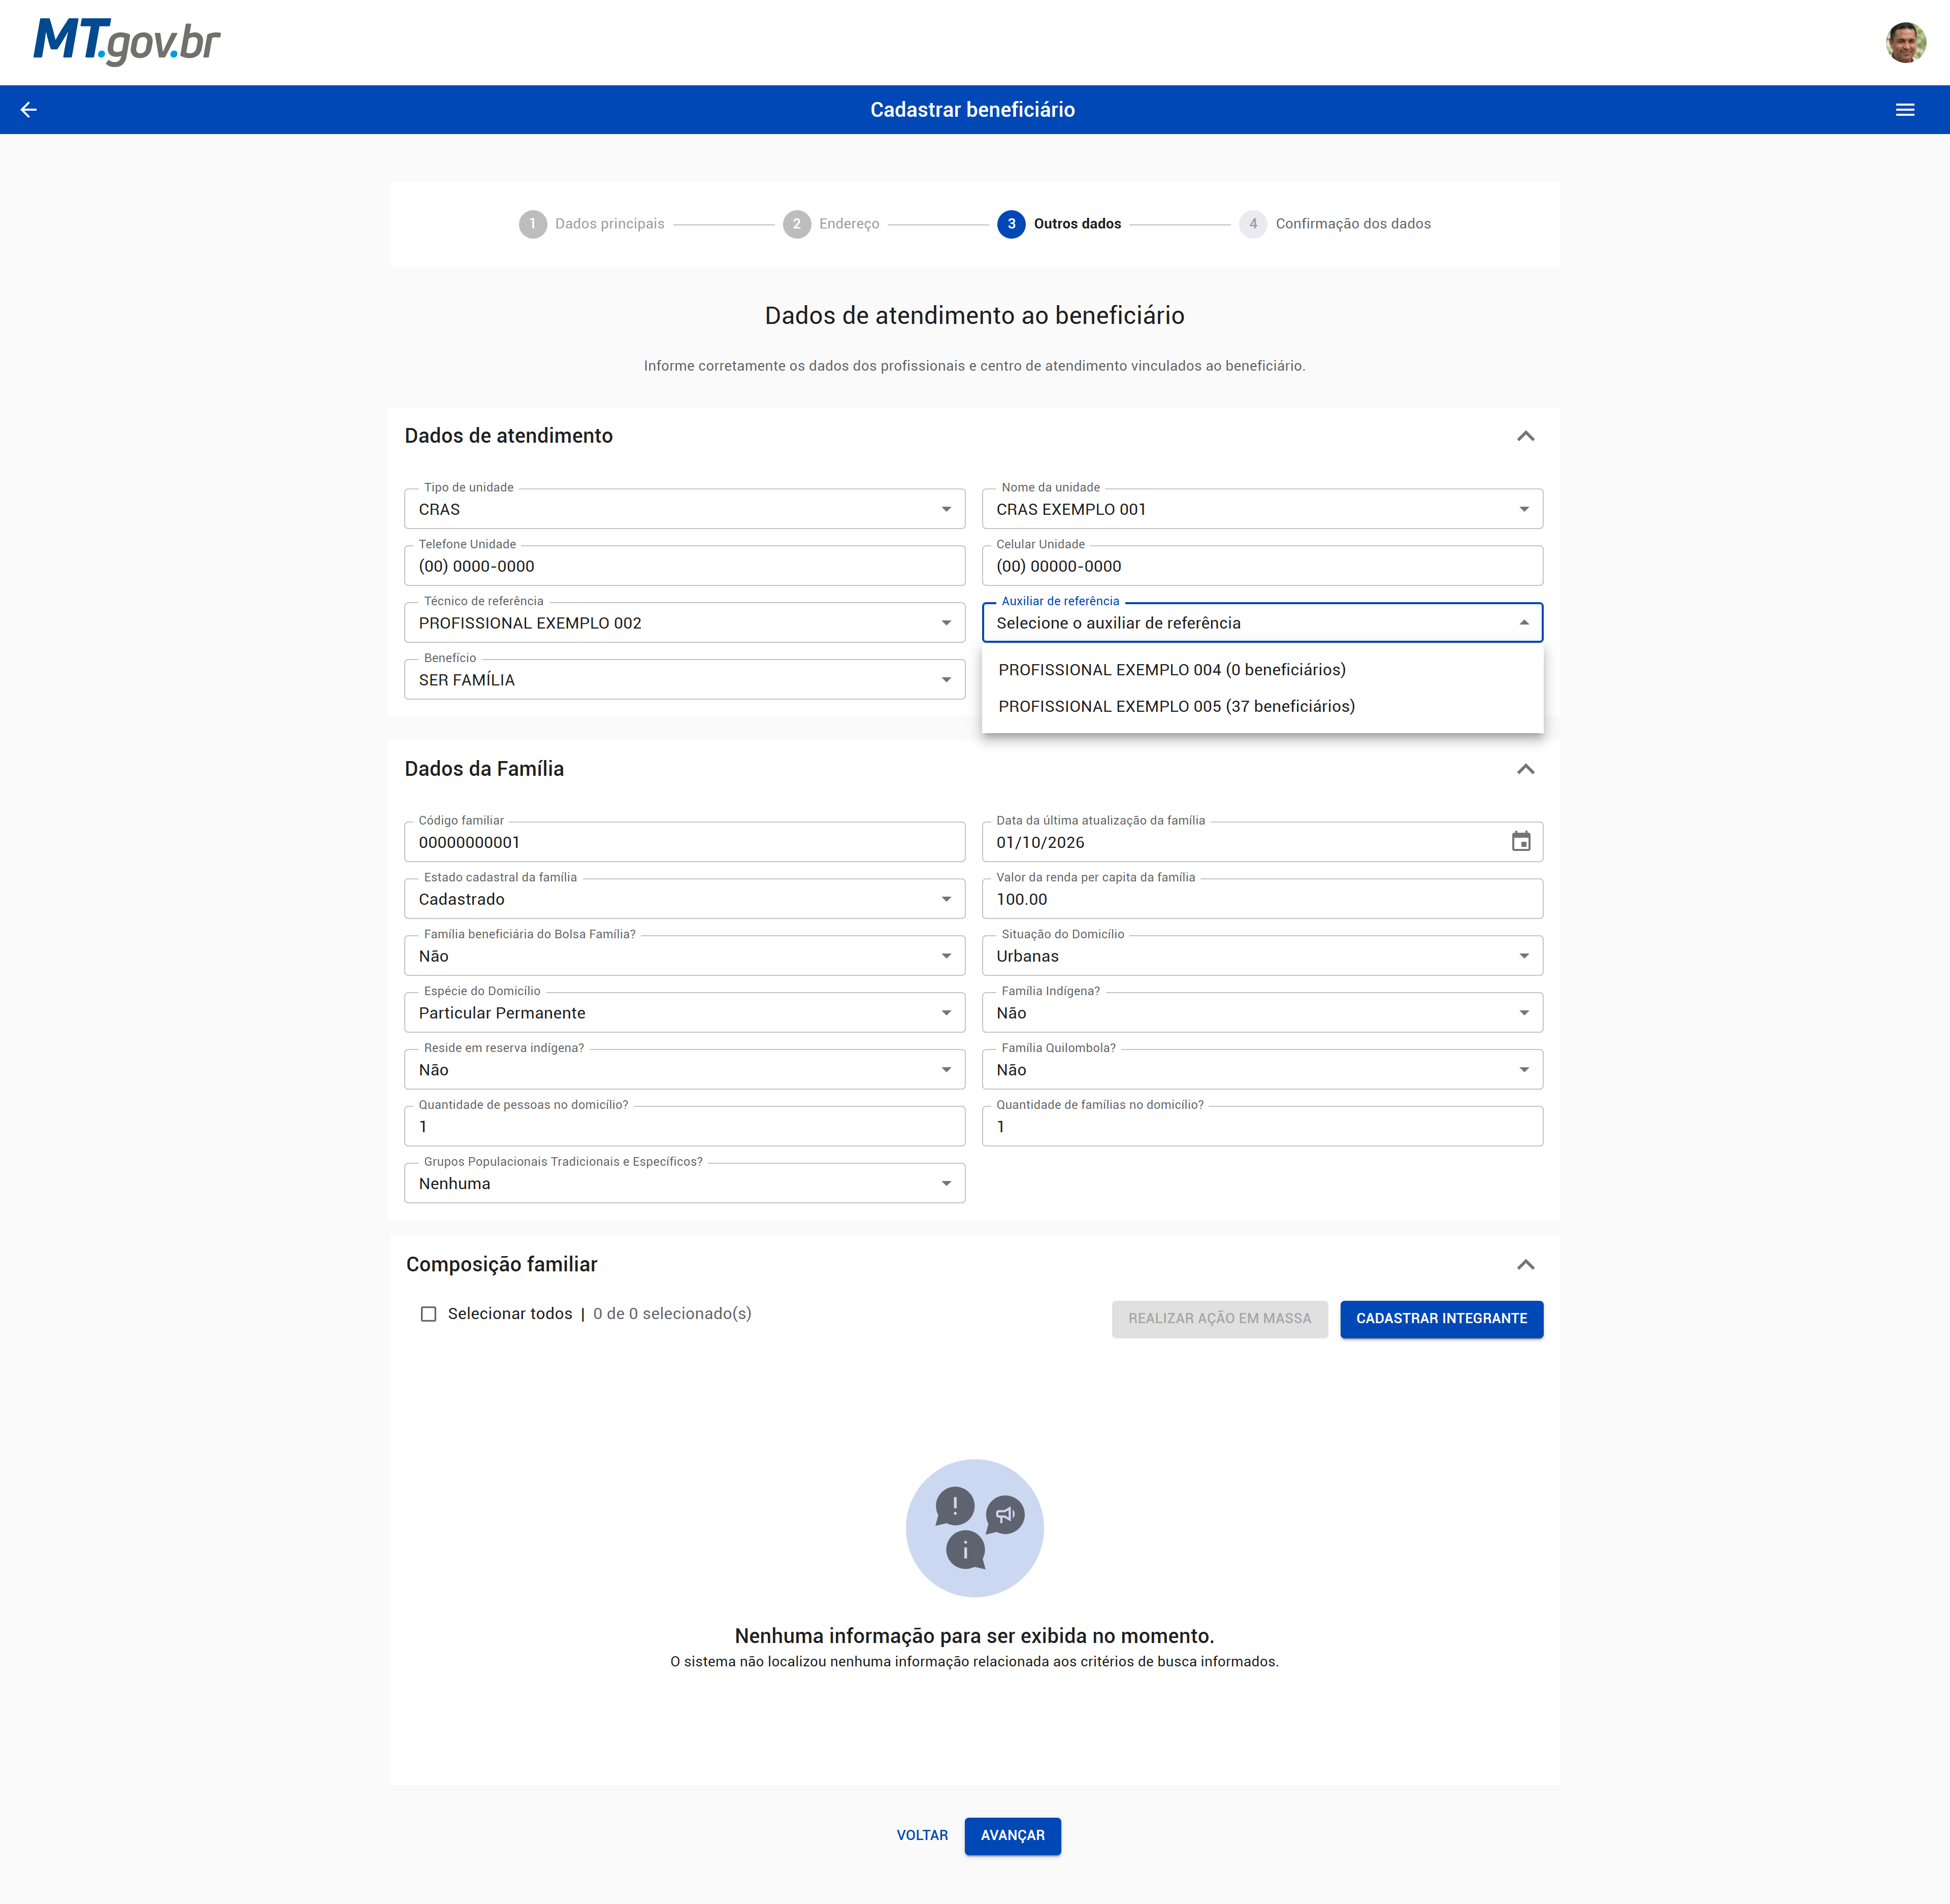 MT.gov.br
Cadastrar beneficiário
1 Dados principais 2 Endereço 3 Outros dados 4 Confirmação dos dados
Dados de atendimento ao beneficiário
Informe corretamente os dados dos profissionais e centro de atendimento vinculados ao beneficiário.
Dados de atendimento
Tipo de unidade
CRAS
Nome da unidade
CRAS EXEMPLO 001
Telefone Unidade
(00) 0000-0000
Celular Unidade
(00) 00000-0000
Técnico de referência
PROFISSIONAL EXEMPLO 002
Auxiliar de referência
Selecione o auxiliar de referência
PROFISSIONAL EXEMPLO 004 (0 beneficiários)
PROFISSIONAL EXEMPLO 005 (37 beneficiários)
Benefício
SER FAMÍLIA
Dados da Família
Código familiar
00000000001
Data da última atualização da família
01/10/2026
Estado cadastral da família
Cadastrado
Valor da renda per capita da família
100.00
Família beneficiária do Bolsa Família?
Não
Situação do Domicílio
Urbanas
Espécie do Domicílio
Particular Permanente
Família Indígena?
Não
Reside em reserva indígena?
Não
Família Quilombola?
Não
Quantidade de pessoas no domicílio?
1
Quantidade de famílias no domicílio?
1
Grupos Populacionais Tradicionais e Específicos?
Nenhuma
Composição familiar
Selecionar todos | 0 de 0 selecionado(s)
REALIZAR AÇÃO EM MASSA
CADASTRAR INTEGRANTE
Nenhuma informação para ser exibida no momento.
O sistema não localizou nenhuma informação relacionada aos critérios de busca informados.
VOLTAR
AVANÇAR